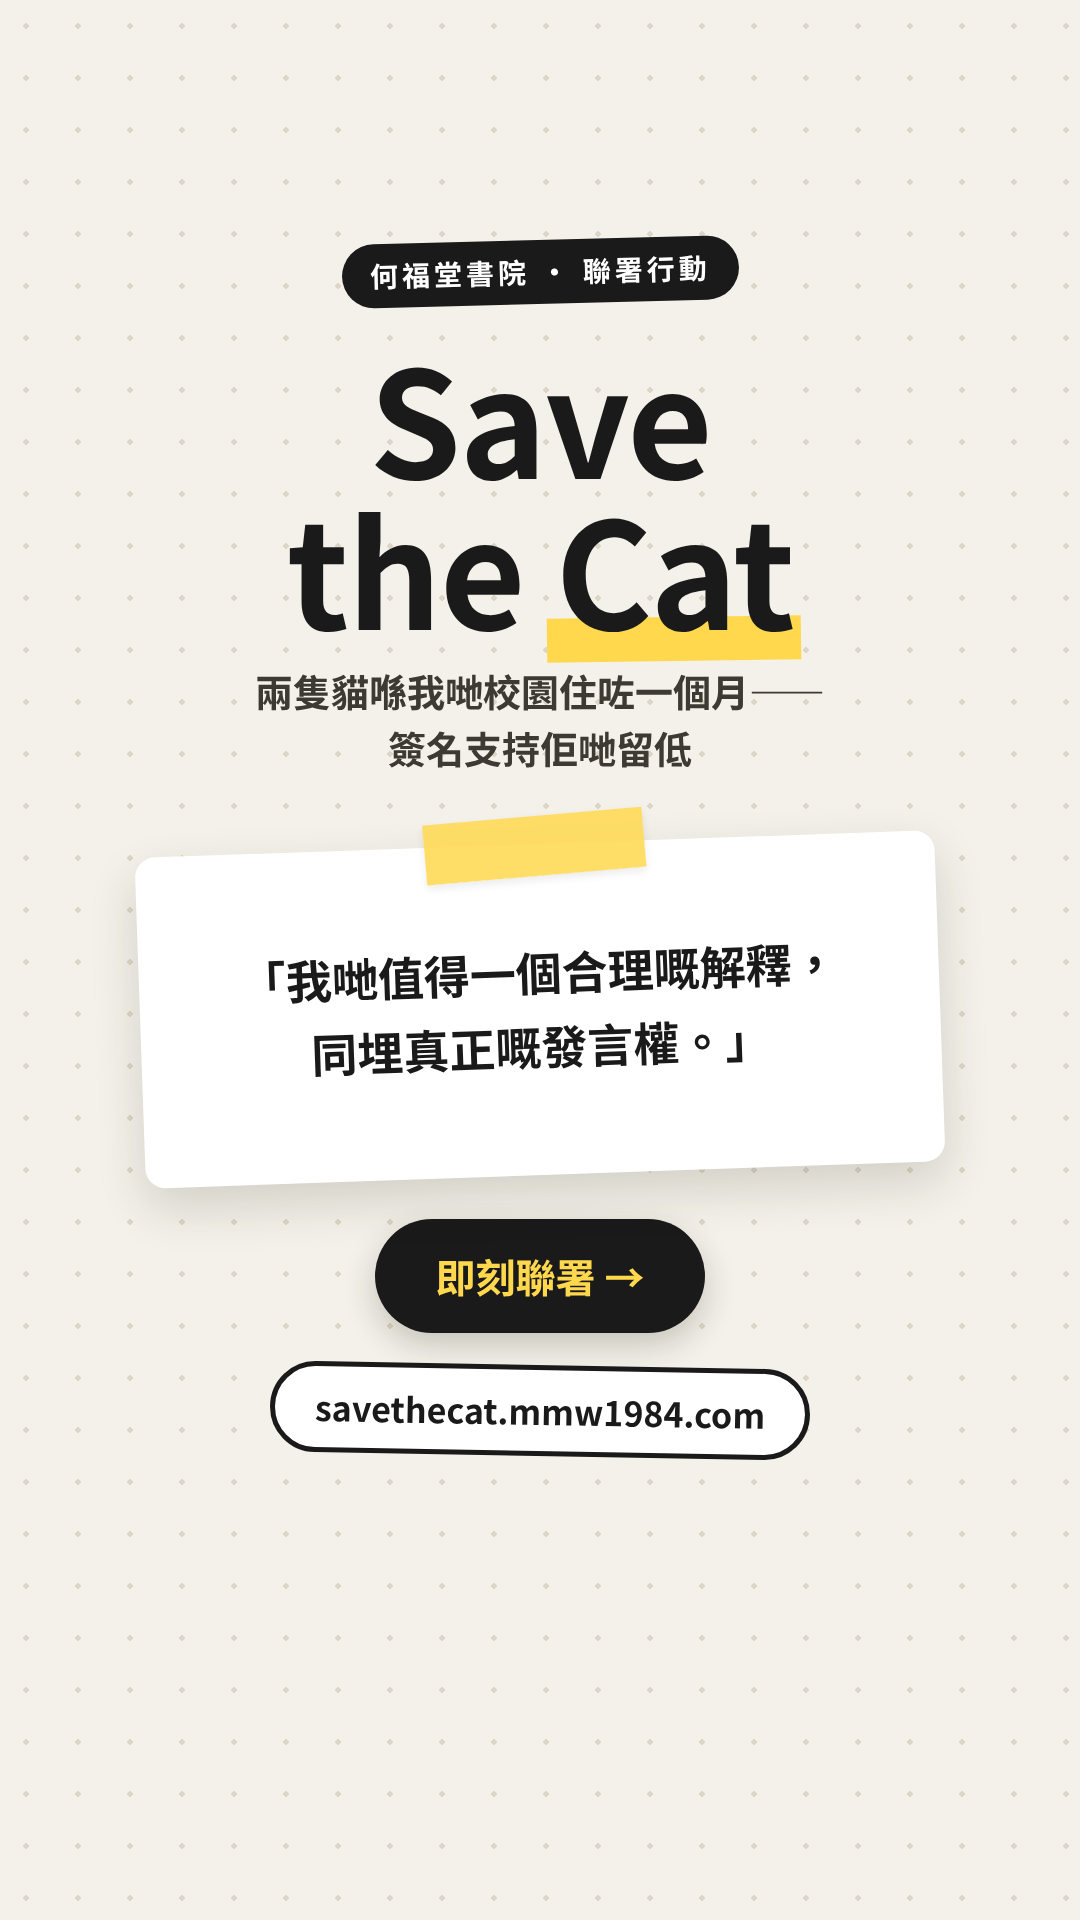 何福堂書院 • 聯署行動
Save
the Cat
兩隻貓喺我哋校園住咗一個月——
簽名支持佢哋留低
「我哋值得一個合理嘅解釋，
同埋真正嘅發言權。」
即刻聯署 →
savethecat.mmw1984.com